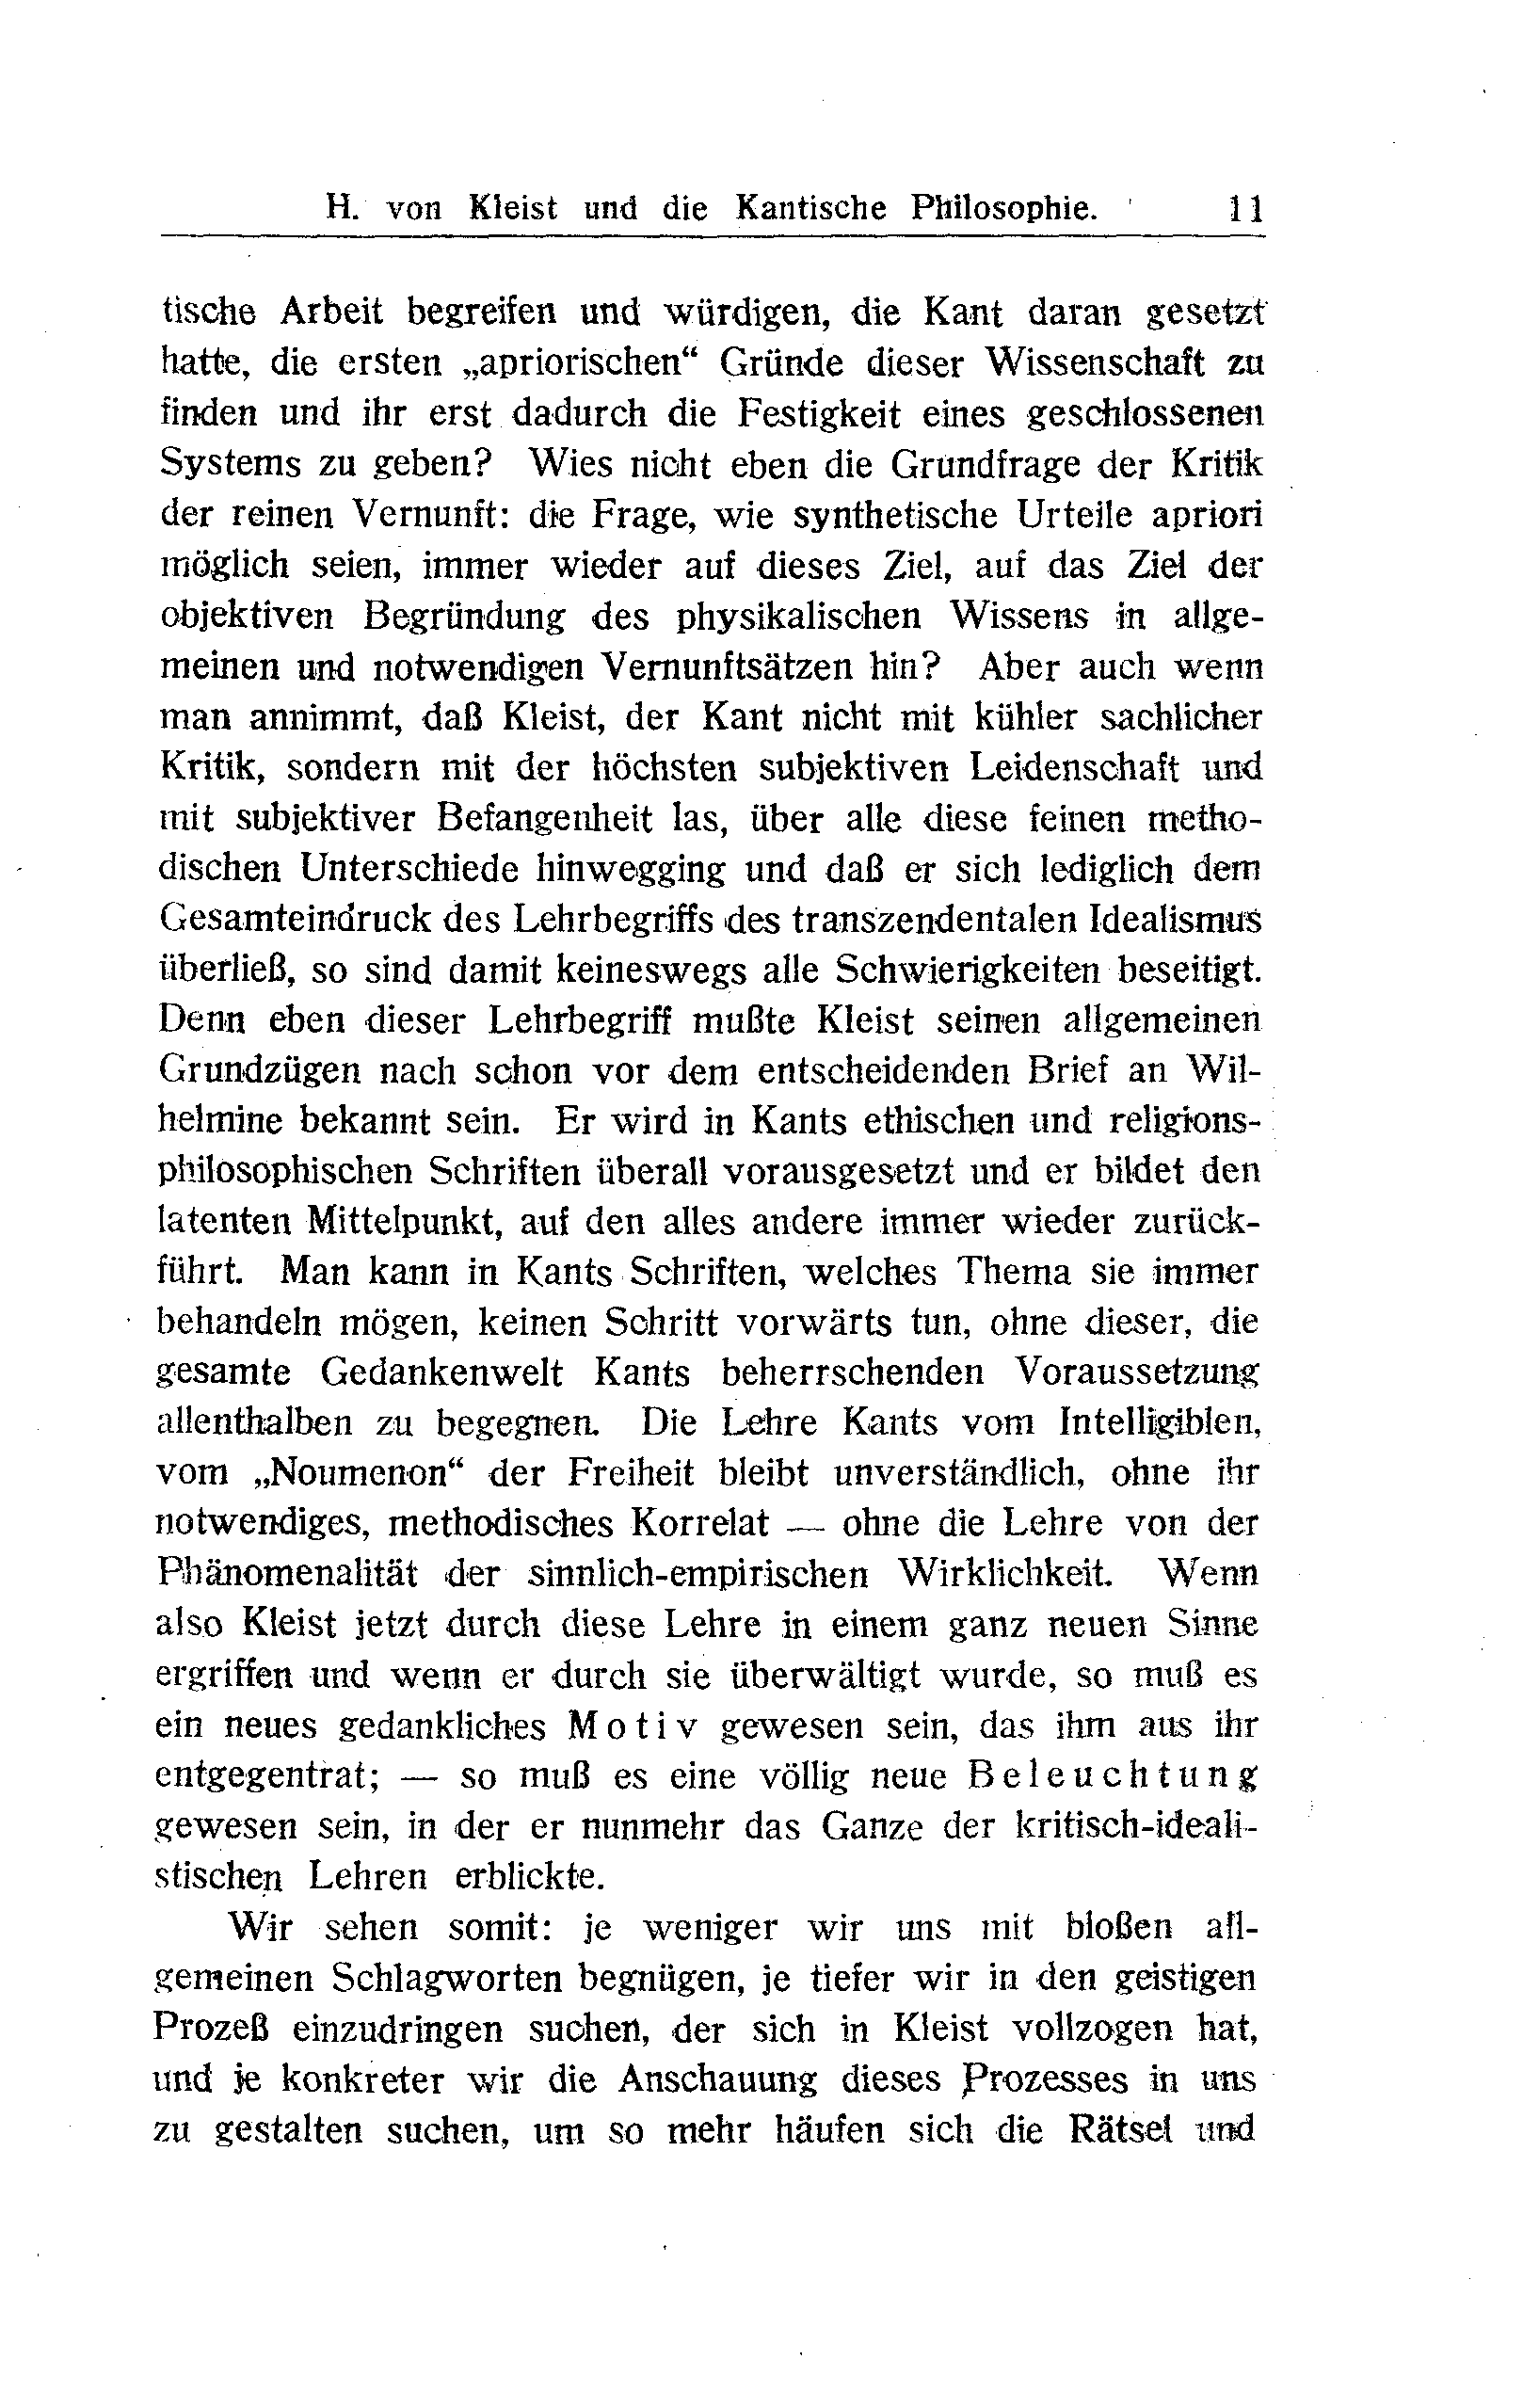 H. von Kleist und die Kantische Philosophie. 11
tische Arbeit begreifen und würdigen, die Kant daran gesetzt
hatte, die ersten „apriorischen“ Gründe dieser Wissenschaft zu
finden und ihr erst dadurch die Festigkeit eines geschlossenen
Systems zu geben? Wies nicht eben die Grundfrage der Kritik
der reinen Vernunft: die Frage, wie synthetische Urteile apriori
möglich seien, immer wieder auf dieses Ziel, auf das Ziel der
objektiven Begründung des physikalischen Wissens in allge-
meinen und notwendigen Vernunftsätzen hin? Aber auch wenn
man annimmt, daß Kleist, der Kant nicht mit kühler sachlicher
Kritik, sondern mit der höchsten subjektiven Leidenschaft und
mit subjektiver Befangenheit las, über alle diese feinen metho-
dischen Unterschiede hinwegging und daß er sich lediglich dem
Gesamteindruck des Lehrbegriffs des transzendentalen Idealismus
überließ, so sind damit keineswegs alle Schwierigkeiten beseitigt.
Denn eben dieser Lehrbegriff mußte Kleist seinen allgemeinen
Grundzügen nach schon vor dem entscheidenden Brief an Wil-
helmine bekannt sein. Er wird in Kants ethischen und religions-
philosophischen Schriften überall vorausgesetzt und er bildet den
latenten Mittelpunkt, auf den alles andere immer wieder zurück-
führt. Man kann in Kants Schriften, welches Thema sie immer
behandeln mögen, keinen Schritt vorwärts tun, ohne dieser, die
gesamte Gedankenwelt Kants beherrschenden Voraussetzung
allenthalben zu begegnen. Die Lehre Kants vom Intelligiblen,
vom „Noumenon“ der Freiheit bleibt unverständlich, ohne ihr
notwendiges, methodisches Korrelat — ohne die Lehre von der
Phänomenalität der sinnlich-empirischen Wirklichkeit. Wenn
also Kleist jetzt durch diese Lehre in einem ganz neuen Sinne
ergriffen und wenn er durch sie überwältigt wurde, so muß es
ein neues gedankliches Motiv gewesen sein, das ihm aus ihr
entgegentrat; — so muß es eine völlig neue Beleuchtung
gewesen sein, in der er nunmehr das Ganze der kritisch-ideali-
stischen Lehren erblickte.
Wir sehen somit: je weniger wir uns mit bloßen all-
gemeinen Schlagworten begnügen, je tiefer wir in den geistigen
Prozeß einzudringen suchen, der sich in Kleist vollzogen hat,
und je konkreter wir die Anschauung dieses Prozesses in uns
zu gestalten suchen, um so mehr häufen sich die Rätsel und